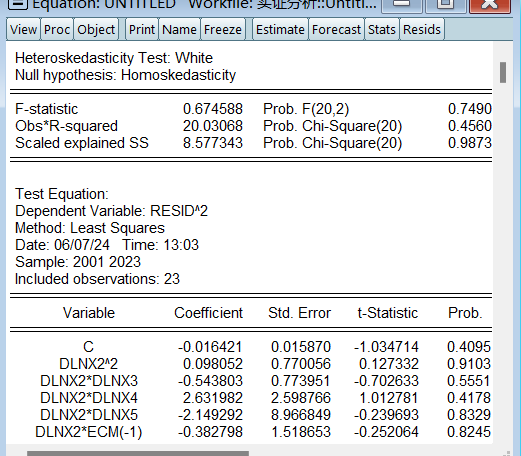 Equation: UNTITLED Workfile: 实证分析::Untitl...
View Proc Object Print Name Freeze Estimate Forecast Stats Resids
Heteroskedasticity Test: White
Null hypothesis: Homoskedasticity
F-statistic 0.674588 Prob. F(20,2) 0.7490
Obs*R-squared 20.03068 Prob. Chi-Square(20) 0.4560
Scaled explained SS 8.577343 Prob. Chi-Square(20) 0.9873
Test Equation:
Dependent Variable: RESID^2
Method: Least Squares
Date: 06/07/24 Time: 13:03
Sample: 2001 2023
Included observations: 23
Variable Coefficient Std. Error t-Statistic Prob.
C -0.016421 0.015870 -1.034714 0.4095
DLNX2^2 0.098052 0.770056 0.127332 0.9103
DLNX2*DLNX3 -0.543803 0.773951 -0.702633 0.5551
DLNX2*DLNX4 2.631982 2.598766 1.012781 0.4178
DLNX2*DLNX5 -2.149292 8.966849 -0.239693 0.8329
DLNX2*ECM(-1) -0.382798 1.518653 -0.252064 0.8245